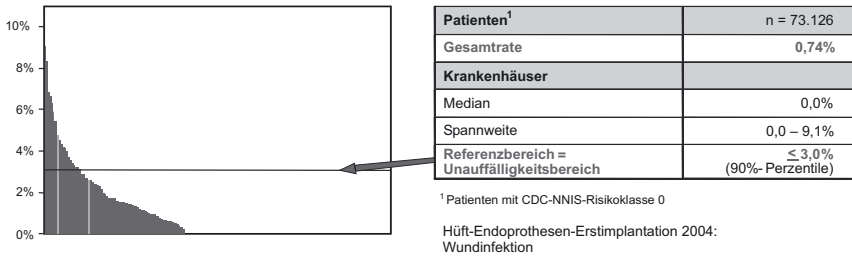 10%
8%
6%
4%
2%
0%
Patienten¹ n = 73.126
Gesamtrate 0,74%
Krankenhäuser
Median 0,0%
Spannweite 0,0 – 9,1%
Referenzbereich = ≤ 3,0%
Unauffälligkeitsbereich (90%- Perzentile)
¹ Patienten mit CDC-NNIS-Risikoklasse 0
Hüft-Endoprothesen-Erstimplantation 2004:
Wundinfektion